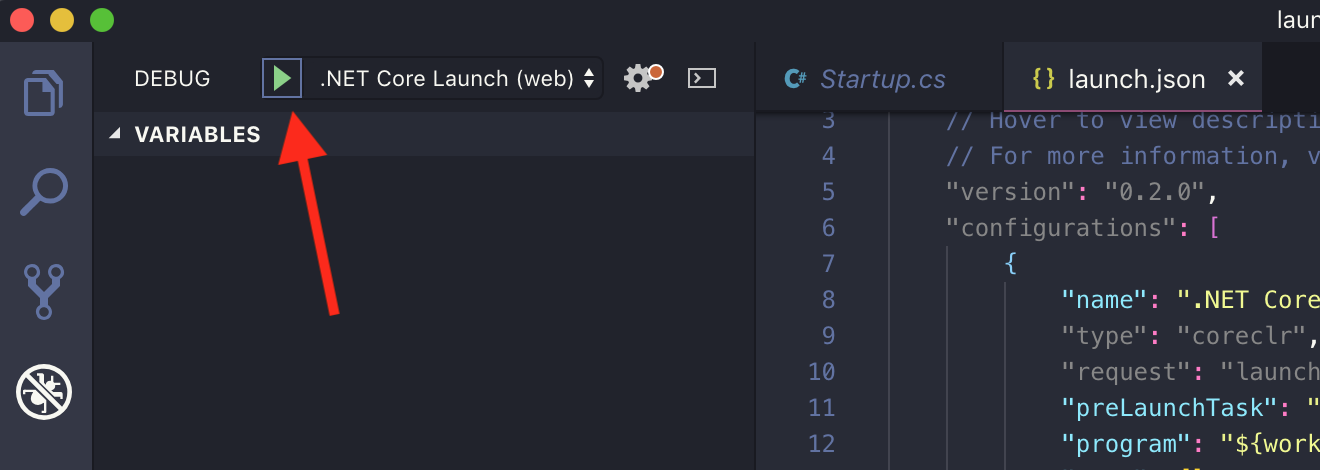 laun
DEBUG .NET Core Launch (web)
C# Startup.cs
{} launch.json ×
VARIABLES
3 // Hover to view descripti
4 // For more information, v
5 "version": "0.2.0",
6 "configurations": [
7 {
8 "name": ".NET Core
9 "type": "coreclr",
10 "request": "launch
11 "preLaunchTask": "
12 "program": "${work